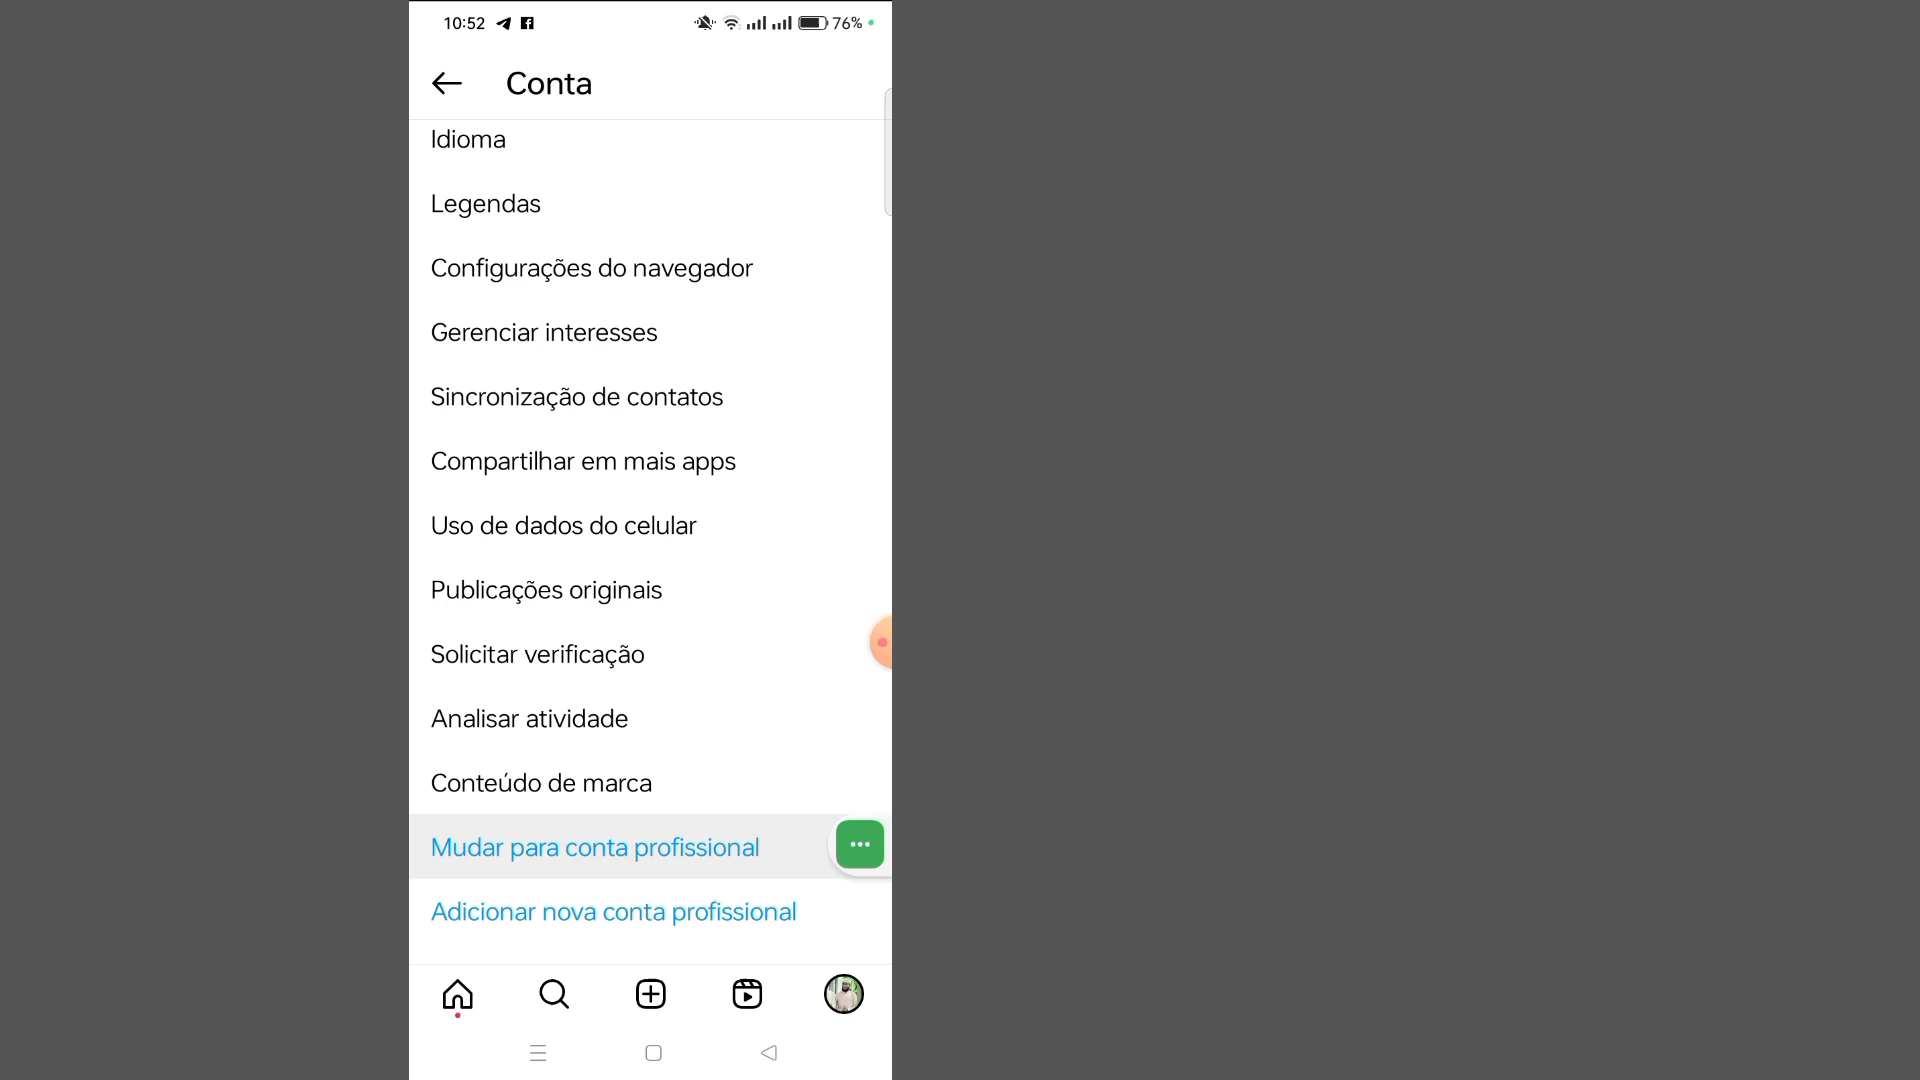 10:52
76%
Conta
Idioma
Legendas
Configurações do navegador
Gerenciar interesses
Sincronização de contatos
Compartilhar em mais apps
Uso de dados do celular
Publicações originais
Solicitar verificação
Analisar atividade
Conteúdo de marca
Mudar para conta profissional
Adicionar nova conta profissional